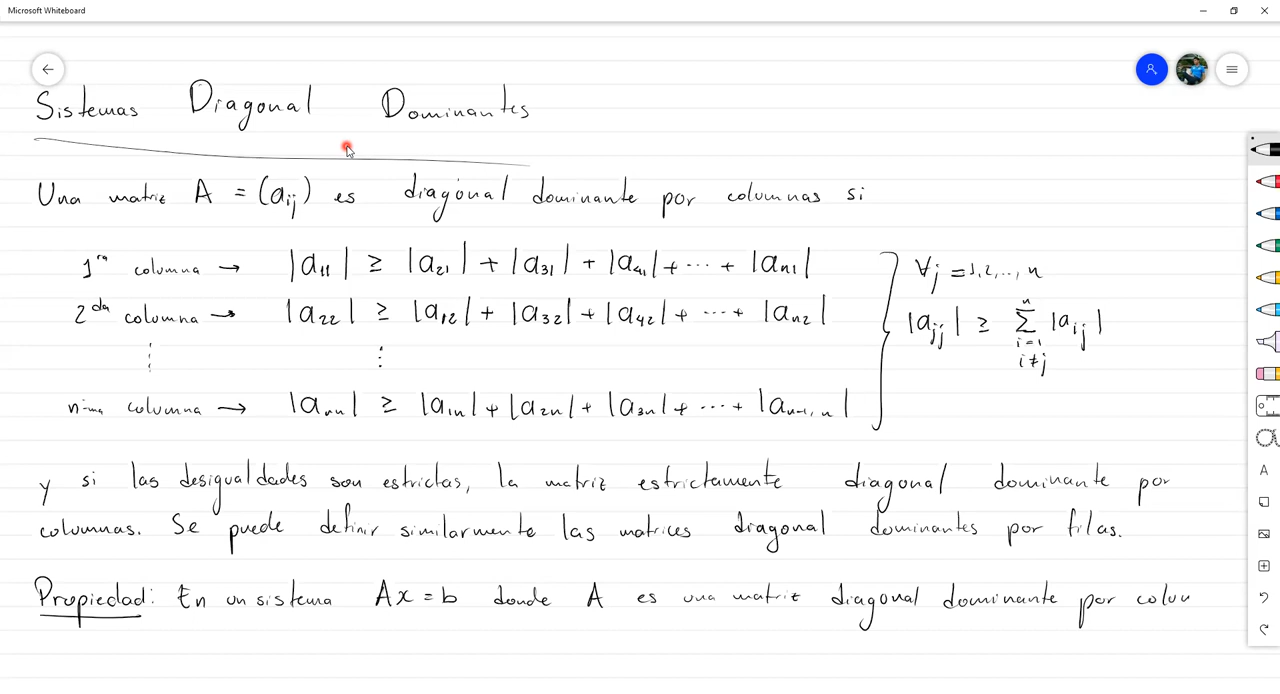 Microsoft Whiteboard
Sistemas Diagonal Dominantes
Una matriz A = (aij) es diagonal dominante por columnas si
1ra columna → |a11| ≥ |a21| + |a31| + |a41| + ... + |an1|
2da columna → |a22| ≥ |a12| + |a32| + |a42| + ... + |an2|
⋮ ⋮
n-ma columna → |ann| ≥ |a1n| + |a2n| + |a3n| + ... + |an-1,n|
∀j = 1,2,..., n
|ajj| ≥ n∑i=1 i≠j |aij|
y si las desigualdades son estrictas, la matriz estrictamente diagonal dominante por
columnas. Se puede definir similarmente las matrices diagonal dominantes por filas.
Propiedad: En un sistema Ax = b donde A es una matriz diagonal dominante por colum
A